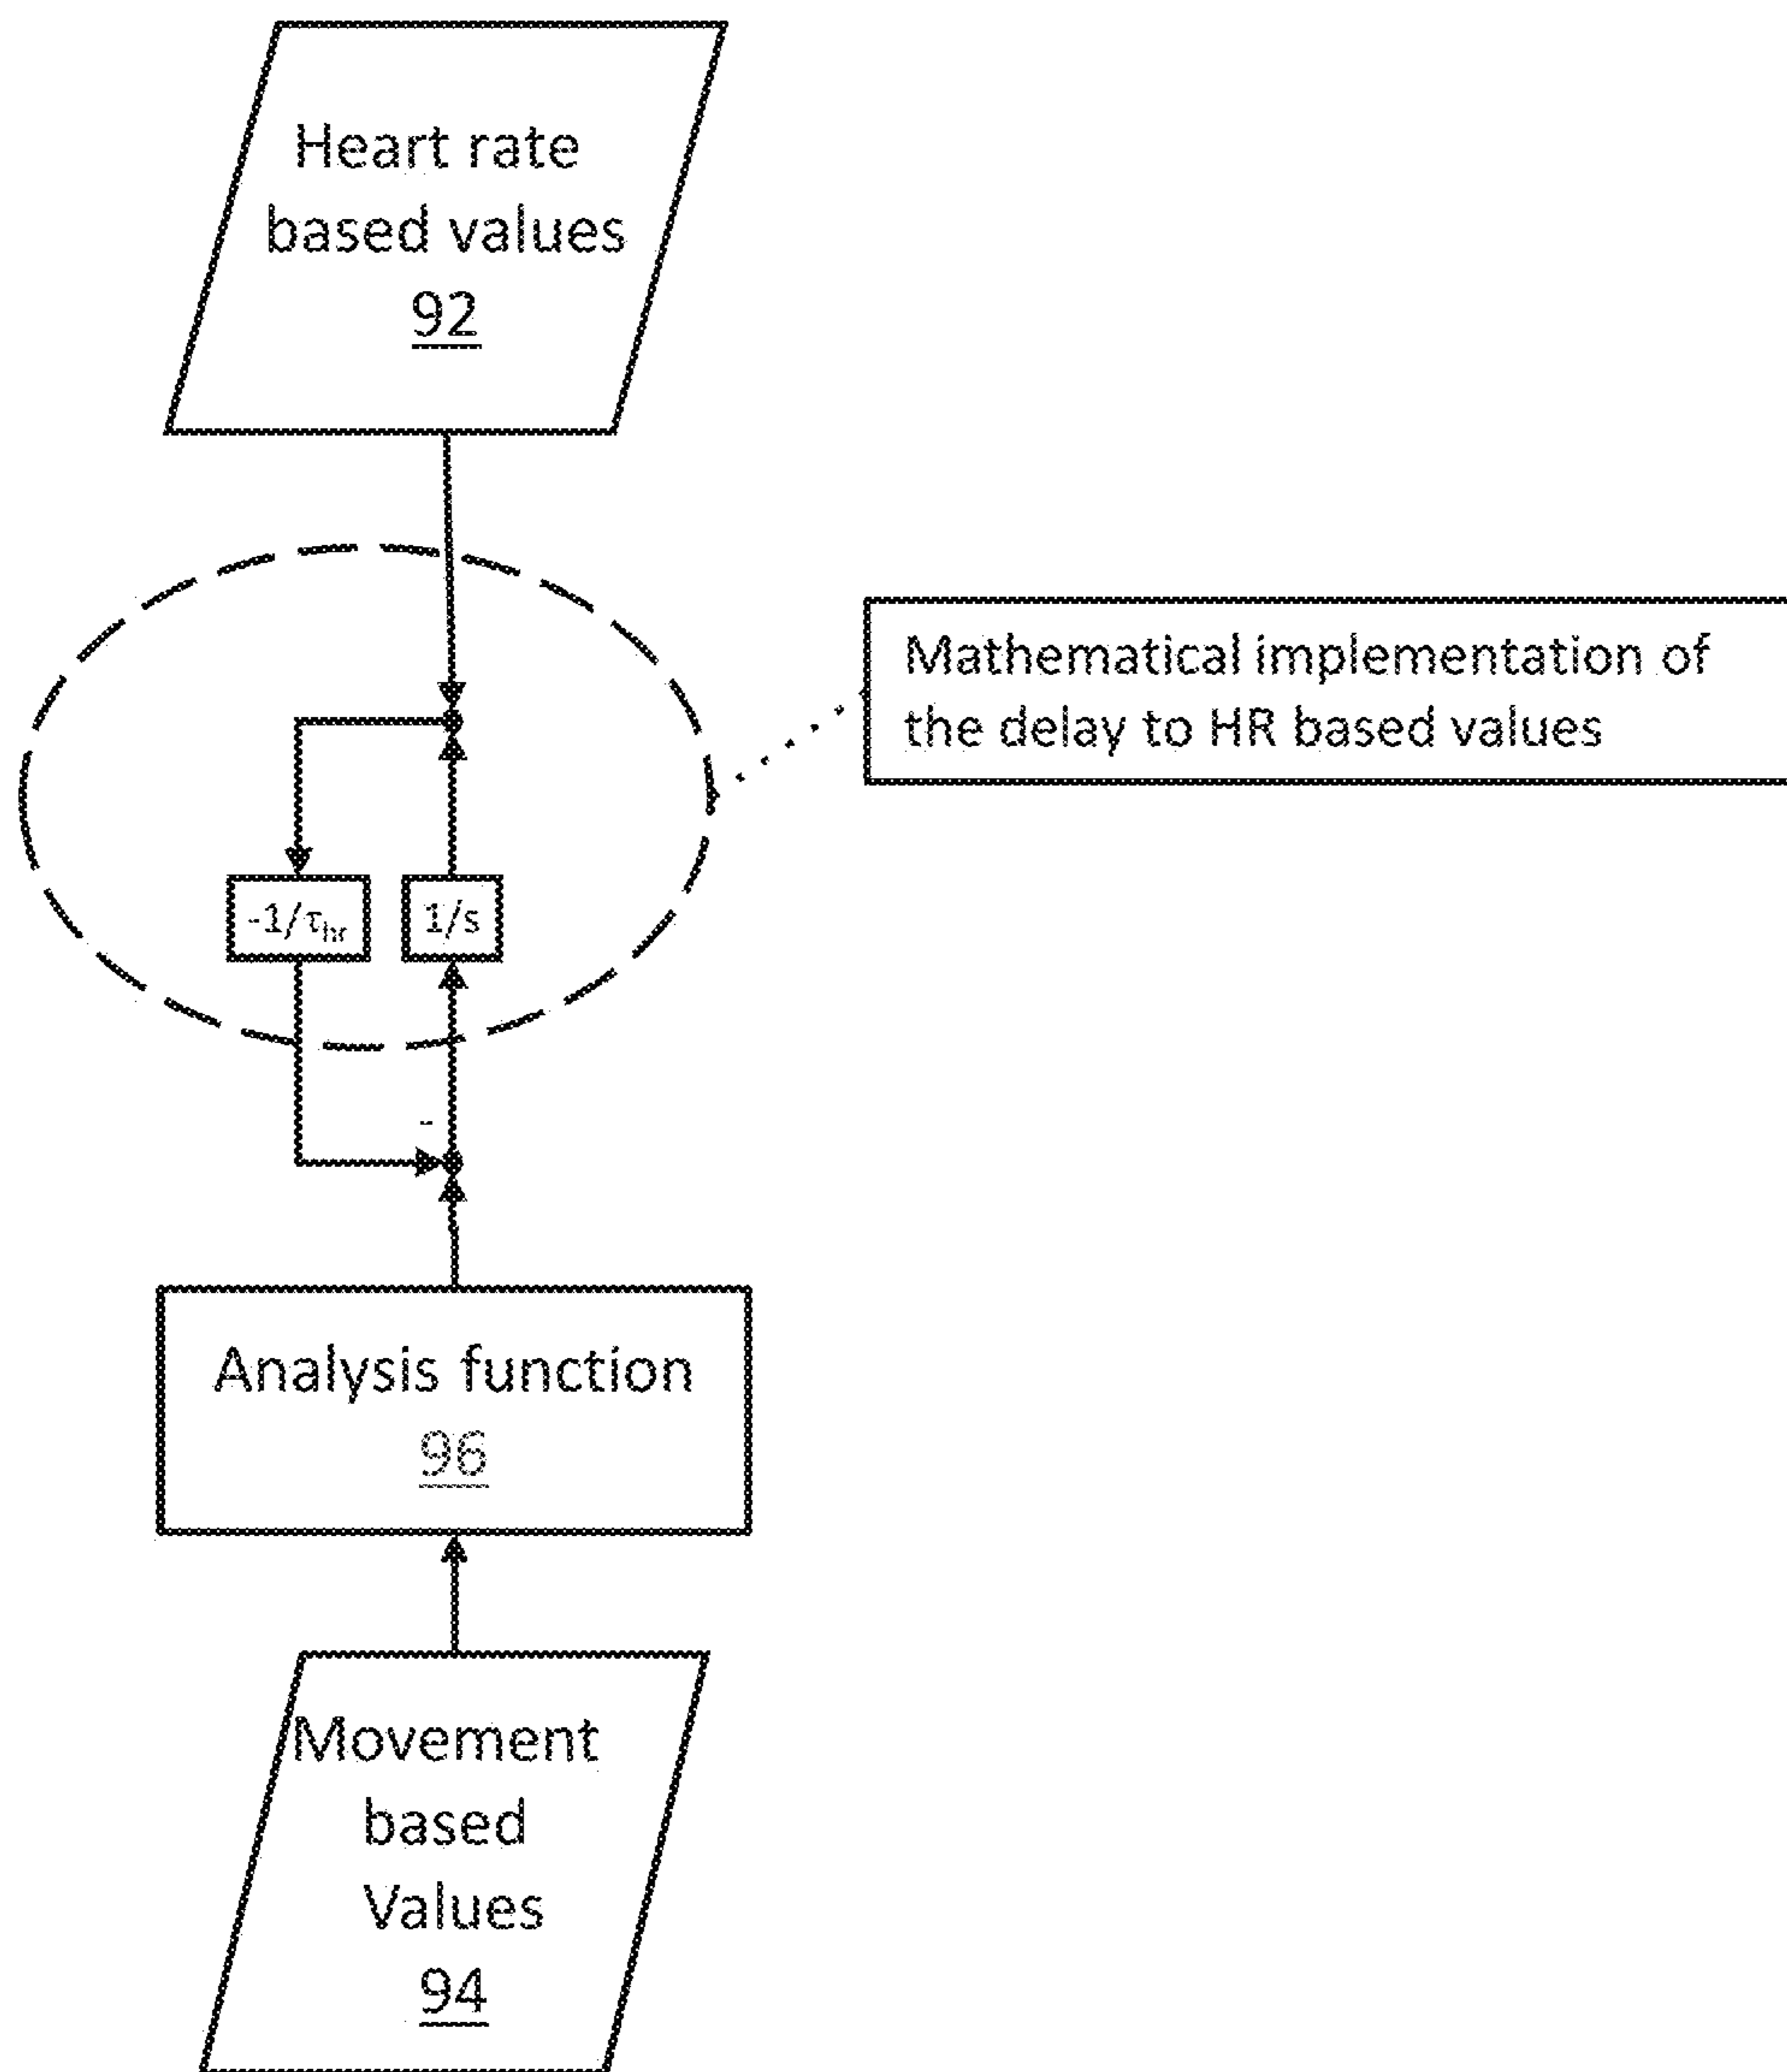 Heart rate
based values
92
Mathematical implementation of
the delay to HR based values
-1/τhr
1/s
-
Analysis function
96
Movement
based
Values
94